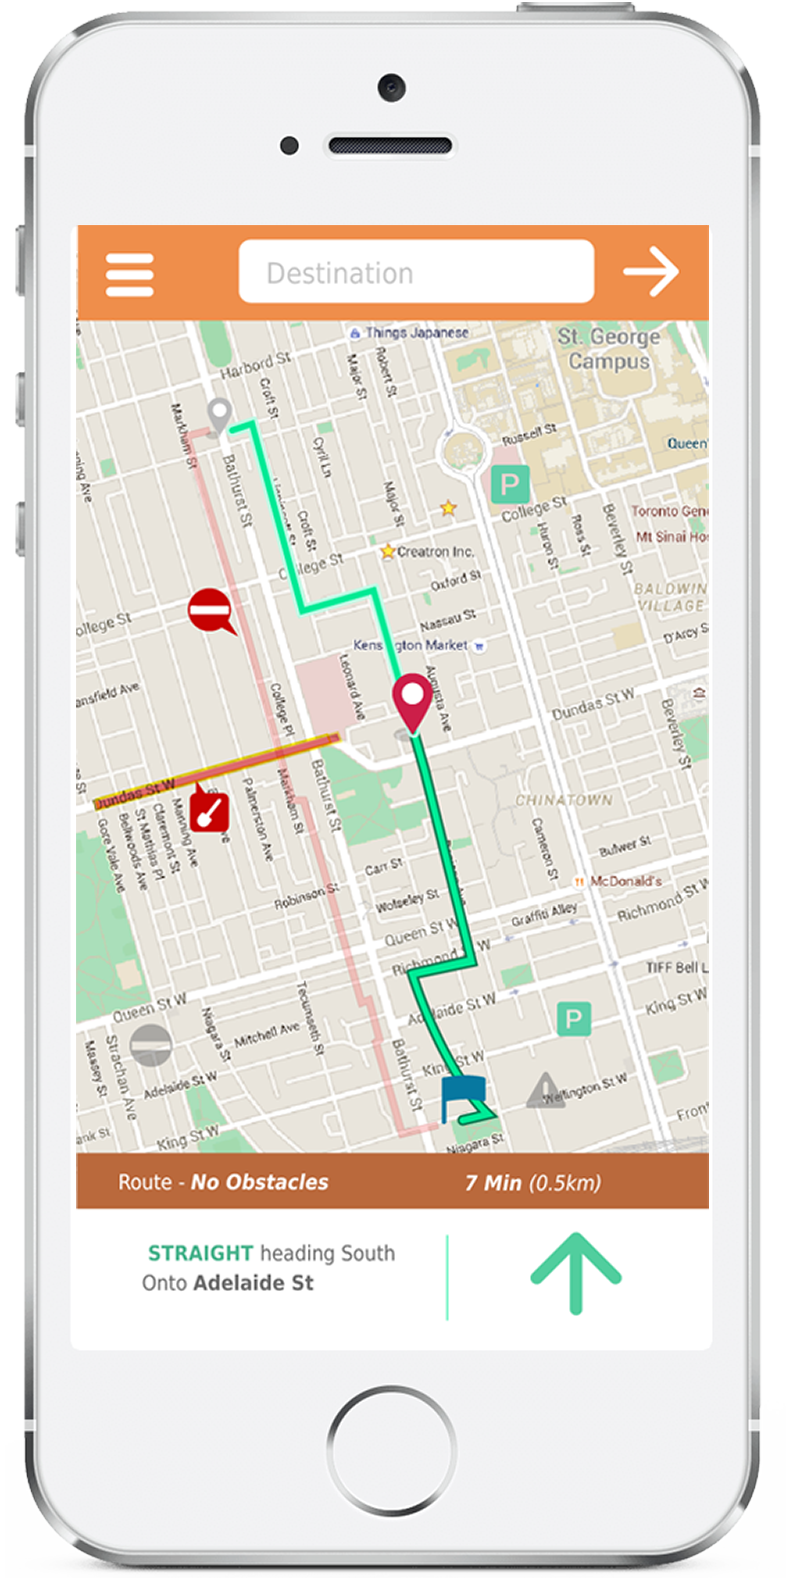 Destination
Things Japanese
St. George
Campus
Harbord St
Major St
Robert St
Croft St
Markham St
Russell St
Queen'
Cyril Ln
Bathurst St
P
Major St
College St
Toronto Gene
Croft St
Huron St
Ross St
Beverley St
Mt Sinai Hos
Creatron Inc.
llege St
Oxford St
BALDWIN
VILLAGE
ollege St
Nassau St
D'Arcy S
Kens gton Market
Leonard Ave
Augusta Ave
ansfield Ave
College Pl
Dundas St W
Beverley St
Dundas St W
Markham St
Bathurst St
CHINATOWN
Gore Vale Ave
Bellwoods Ave
St Mathias Pl
Claremont St
Manning Ave
Palmerston Ave
Cameron St
Bulwer St
Carr St
McDonald's
Robinson St
Wolseley St
Graffiti Alley
Richmond St W
Queen St W
Richmond
W
TIFF Bell L
Queen St W
Tecumseth St
Adelaide St W
King St W
P
Niagara St
Mitchell Ave
Massey St
Strachan Ave
Bathurst St
King St W
Adelaide St W
Wellington St W
Front
ank St
King St W
Niagara St
Route - No Obstacles
7 Min (0.5km)
STRAIGHT heading South
Onto Adelaide St